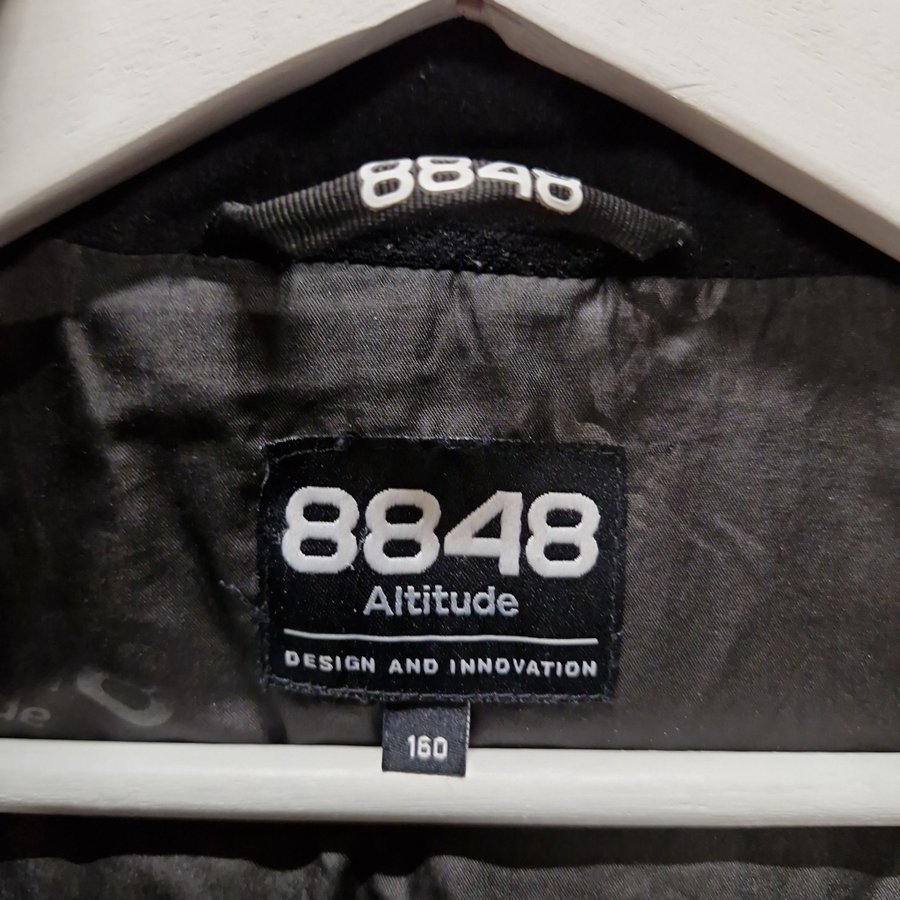 8848
8848
Altitude
DESIGN AND INNOVATION
160